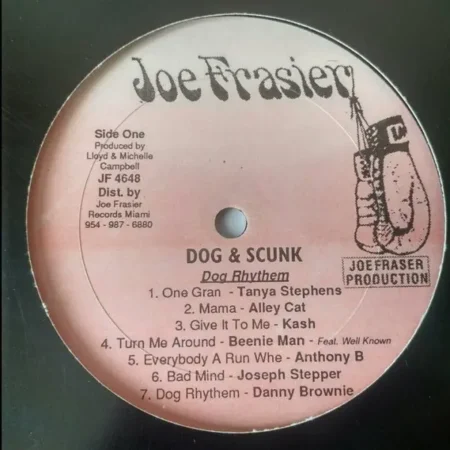 Joe Frasier
Side One
Produced by
Lloyd & Michelle
Campbell
JF 4648
Dist. by
Joe Frasier
Records Miami
954 - 987 - 6880
JOE FRASER
PRODUCTION
DOG & SCUNK
Dog Rhythem
1. One Gran - Tanya Stephens
2. Mama - Alley Cat
3. Give It To Me - Kash
4. Turn Me Around - Beenie Man - Feat. Well Known
5. Everybody A Run Whe - Anthony B
6. Bad Mind - Joseph Stepper
7. Dog Rhythem - Danny Brownie